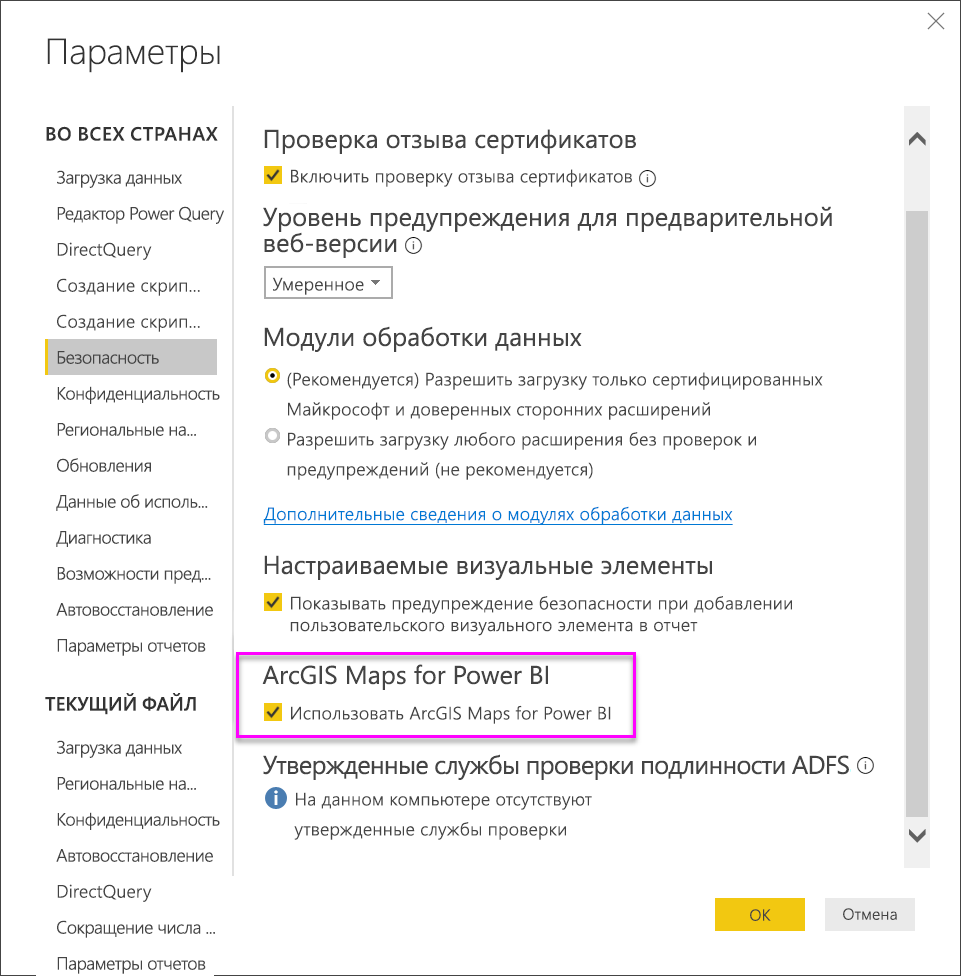 Параметры
ВО ВСЕХ СТРАНАХ
Загрузка данных
Редактор Power Query
DirectQuery
Создание скрип...
Создание скрип...
Безопасность
Конфиденциальность
Региональные на...
Обновления
Данные об исполь...
Диагностика
Возможности пред...
Автовосстановление
Параметры отчетов
ТЕКУЩИЙ ФАЙЛ
Загрузка данных
Региональные на...
Конфиденциальность
Автовосстановление
DirectQuery
Сокращение числа ...
Параметры отчетов
Проверка отзыва сертификатов
Включить проверку отзыва сертификатов
Уровень предупреждения для предварительной
веб-версии
Умеренное
Модули обработки данных
(Рекомендуется) Разрешить загрузку только сертифицированных
Майкрософт и доверенных сторонних расширений
Разрешить загрузку любого расширения без проверок и
предупреждений (не рекомендуется)
Дополнительные сведения о модулях обработки данных
Настраиваемые визуальные элементы
Показывать предупреждение безопасности при добавлении
пользовательского визуального элемента в отчет
ArcGIS Maps for Power BI
Использовать ArcGIS Maps for Power BI
Утвержденные службы проверки подлинности ADFS
На данном компьютере отсутствуют
утвержденные службы проверки
ОК
Отмена